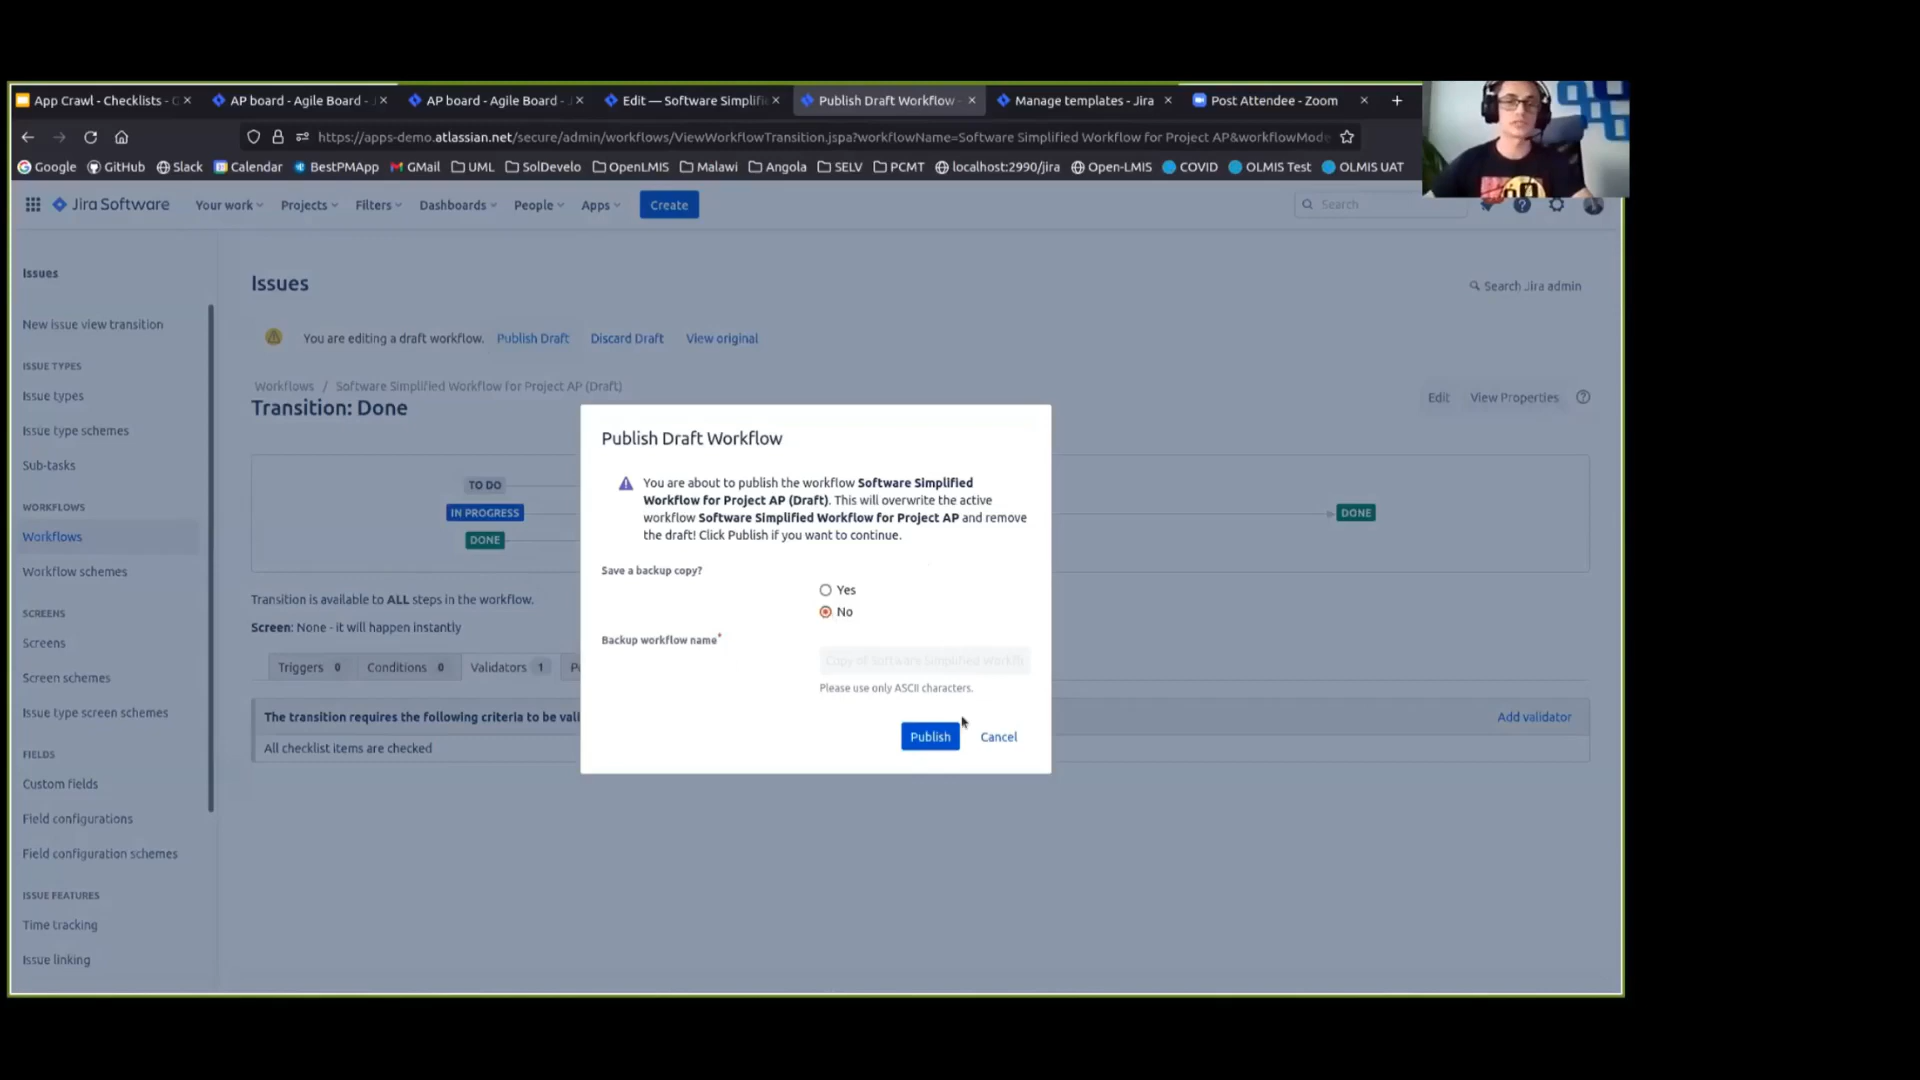 App Crawl - Checklists -
AP board - Agile Board -
AP board - Agile Board -
Edit — Software Simplifi
Publish Draft Workflow -
Manage templates - Jira
Post Attendee - Zoom
https://apps-demo.atlassian.net/secure/admin/workflows/ViewWorkflowTransition.jspa?workflowName=Software Simplified Workflow for Project AP&workflowMode
Google GitHub Slack Calendar BestPMApp GMail UML SolDevelo OpenLMIS Malawi Angola SELV PCMT localhost:2990/jira Open-LMIS COVID OLMIS Test OLMIS UAT
Jira Software Your work Projects Filters Dashboards People Apps Create Search
Issues
New issue view transition
ISSUE TYPES
Issue types
Issue type schemes
Sub-tasks
WORKFLOWS
Workflows
Workflow schemes
SCREENS
Screens
Screen schemes
Issue type screen schemes
FIELDS
Custom fields
Field configurations
Field configuration schemes
ISSUE FEATURES
Time tracking
Issue linking
Issues
Search Jira admin
You are editing a draft workflow. Publish Draft Discard Draft View original
Workflows / Software Simplified Workflow for Project AP (Draft)
Transition: Done
Edit View Properties
TO DO
IN PROGRESS
DONE
DONE
Transition is available to ALL steps in the workflow.
Screen: None - it will happen instantly
Triggers 0 Conditions 0 Validators 1 P
The transition requires the following criteria to be vali
Add validator
All checklist items are checked
Publish Draft Workflow
You are about to publish the workflow Software Simplified
Workflow for Project AP (Draft). This will overwrite the active
workflow Software Simplified Workflow for Project AP and remove
the draft! Click Publish if you want to continue.
Save a backup copy?
Yes
No
Backup workflow name*
Copy of Software Simplified Workfl
Please use only ASCII characters.
Publish Cancel